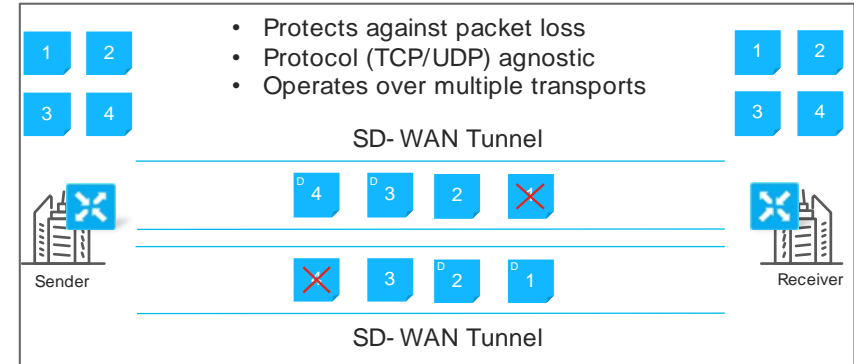 • Protects against packet loss
• Protocol (TCP/UDP) agnostic
• Operates over multiple transports
1 2
3 4
1 2
3 4
SD- WAN Tunnel
D 4 D 3 2 1
Sender
Receiver
4 3 D 2 D 1
SD- WAN Tunnel